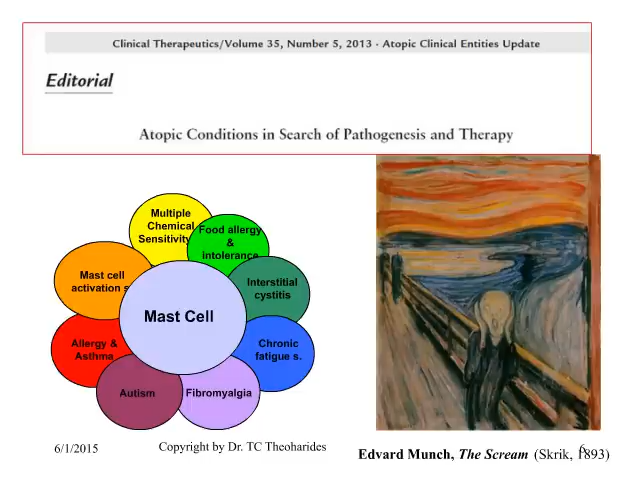 Clinical Therapeutics/Volume 35, Number 5, 2013 · Atopic Clinical Entities Update
Editorial
Atopic Conditions in Search of Pathogenesis and Therapy
Multiple
Chemical
Sensitivity
Food allergy
&
intolerance
Mast cell
activation s
Interstitial
cystitis
Mast Cell
Allergy &
Asthma
Chronic
fatigue s.
Autism
Fibromyalgia
6/1/2015
Copyright by Dr. TC Theoharides
6
Edvard Munch, The Scream (Skrik, 1893)